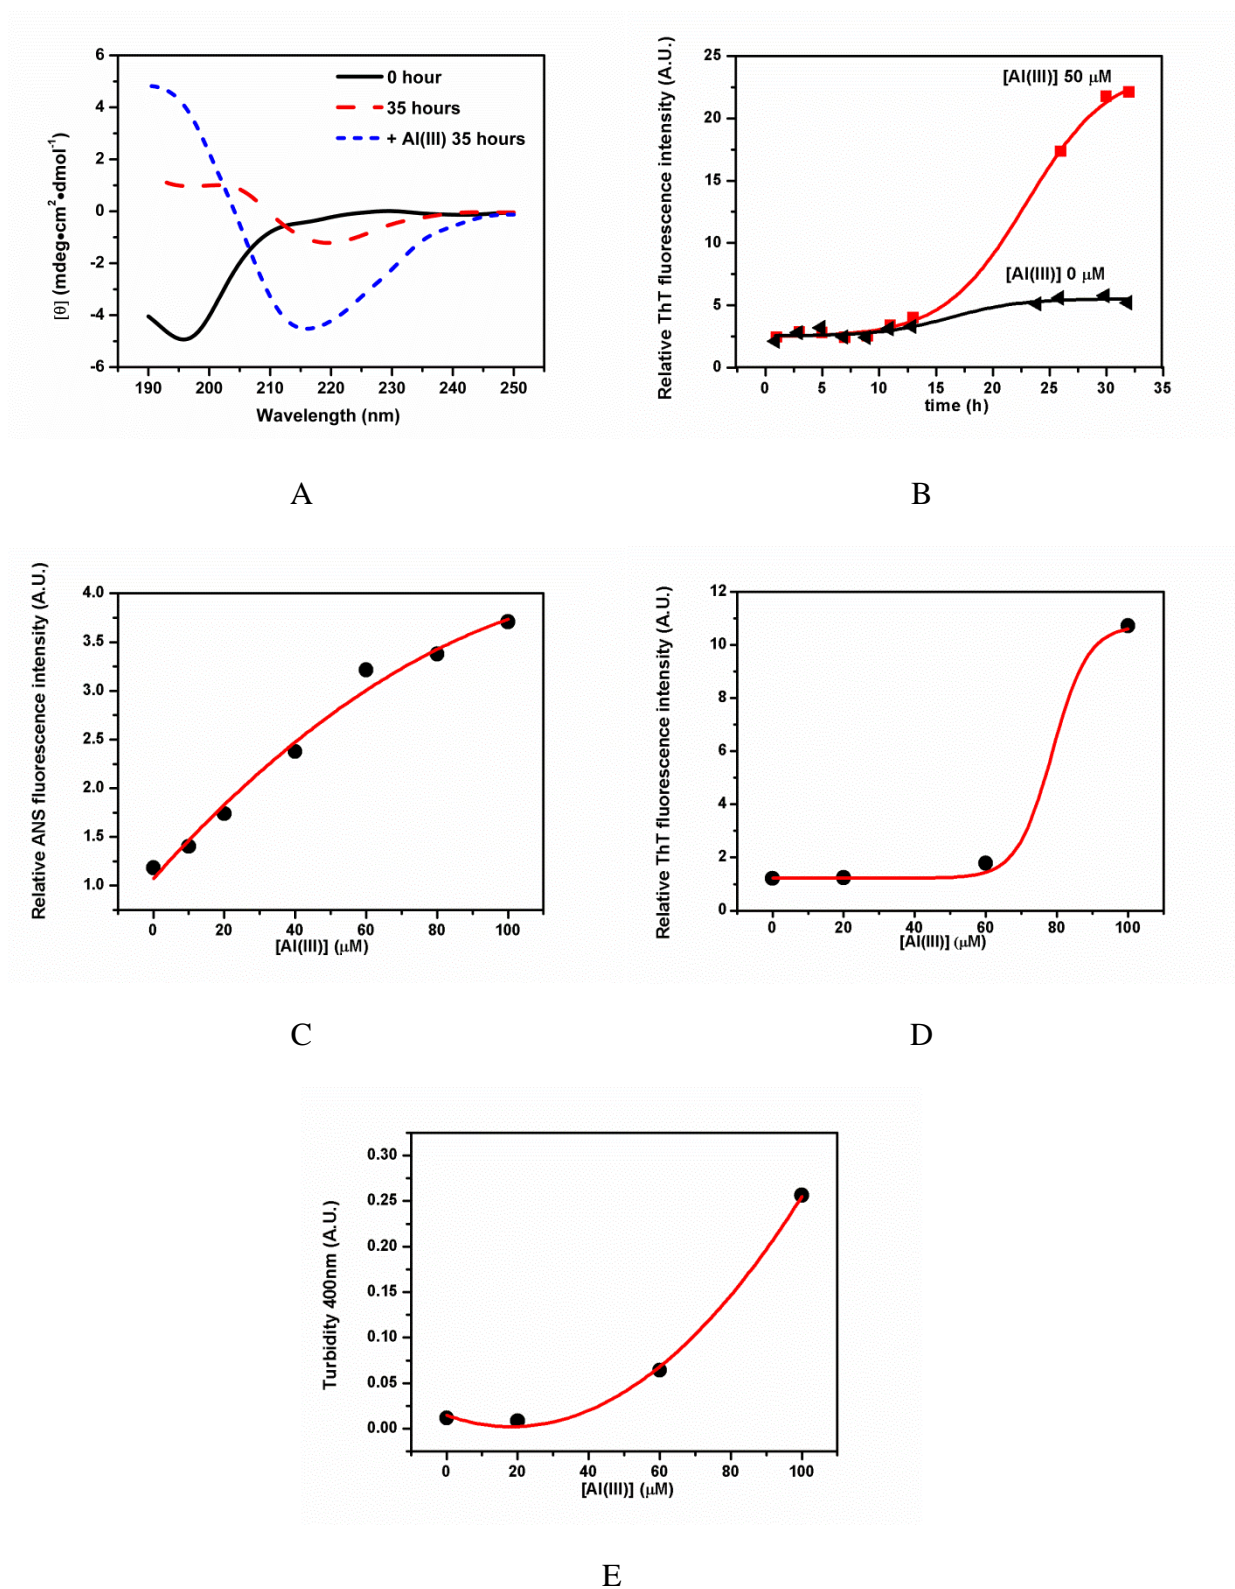 [θ] (mdeg•cm²•dmol⁻¹)
6
4
2
0
-2
-4
-6
0 hour
35 hours
+ Al(III) 35 hours
190 200 210 220 230 240 250
Wavelength (nm)
A
Relative ThT fluorescence intensity (A.U.)
25
20
15
10
5
0
[Al(III)] 50 μM
[Al(III)] 0 μM
0 5 10 15 20 25 30 35
time (h)
B
Relative ANS fluorescence intensity (A.U.)
4.0
3.5
3.0
2.5
2.0
1.5
1.0
0 20 40 60 80 100
[Al(III)] (μM)
C
Relative ThT fluorescence intensity (A.U.)
12
10
8
6
4
2
0
0 20 40 60 80 100
[Al(III)] (μM)
D
Turbidity 400nm (A.U.)
0.30
0.25
0.20
0.15
0.10
0.05
0.00
0 20 40 60 80 100
[Al(III)] (μM)
E